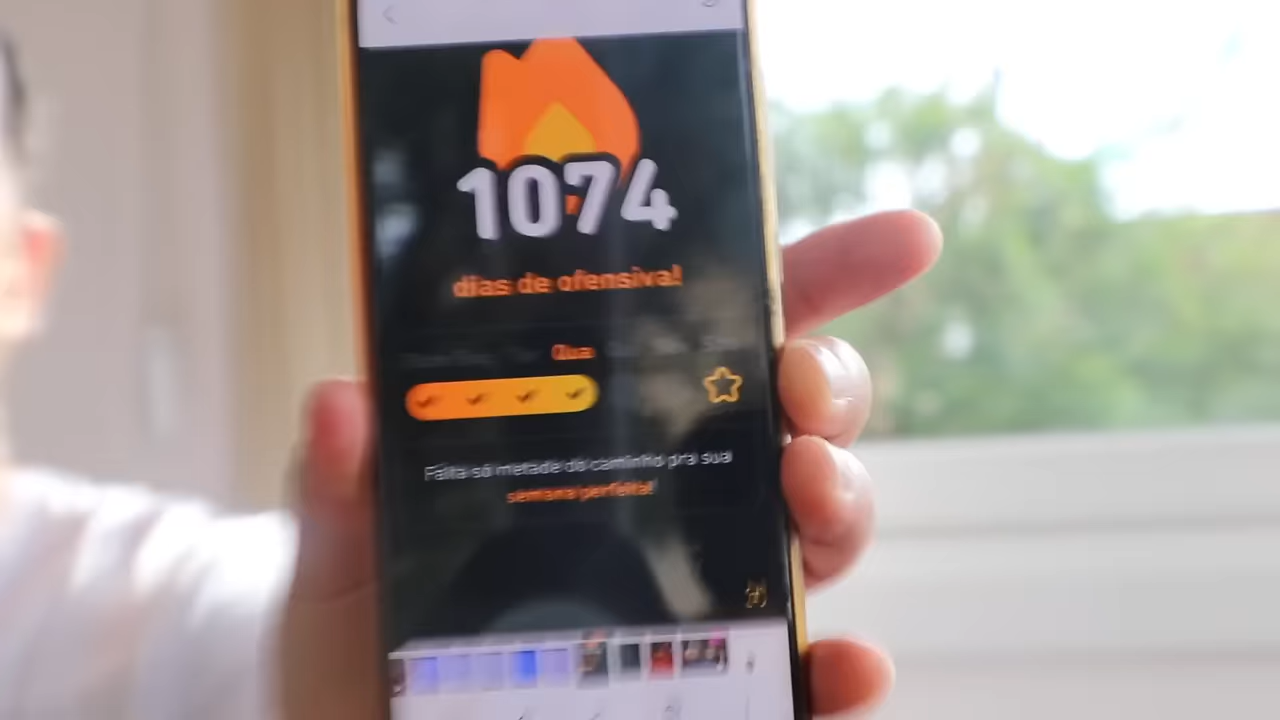 1074
dias de ofensiva!
Qua
Falta só metade do caminho pra sua
semana perfeita!